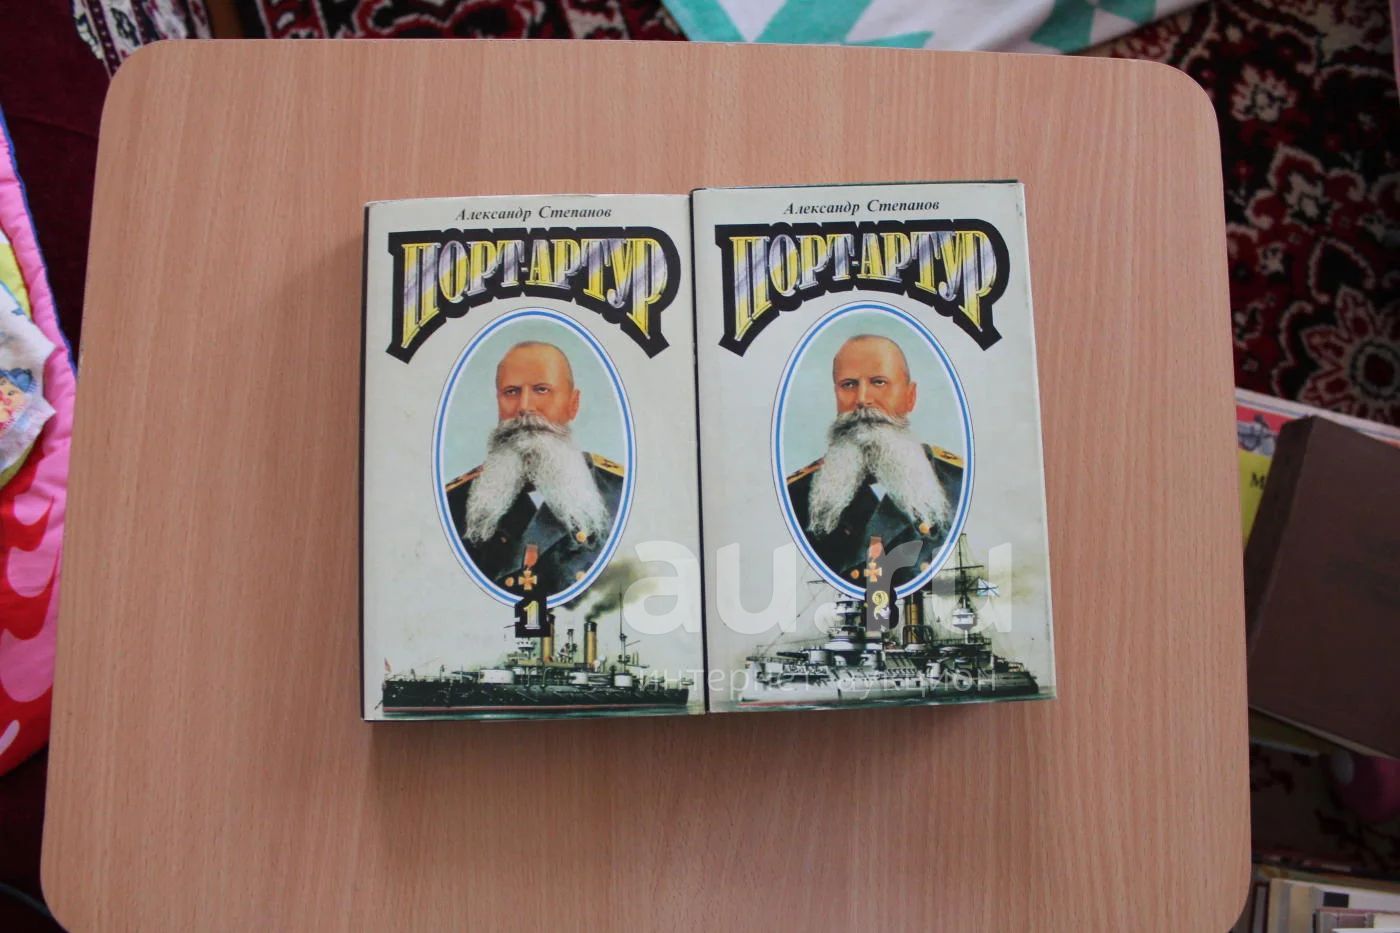 Александр Степанов
ПОРТ-АРТУР
1
Александр Степанов
ПОРТ-АРТУР
2
au.ru
интернет-аукцион